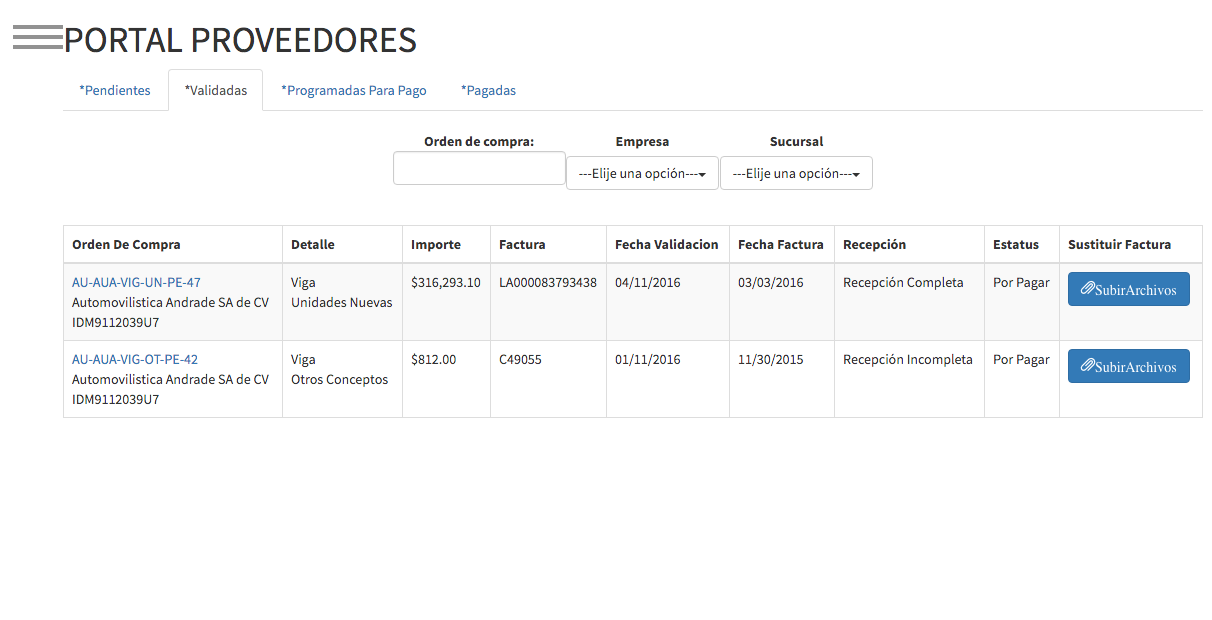 PORTAL PROVEEDORES
*Pendientes *Validadas *Programadas Para Pago *Pagadas
Orden de compra: Empresa Sucursal
---Elije una opción--- ---Elije una opción---
Orden De Compra Detalle Importe Factura Fecha Validacion Fecha Factura Recepción Estatus Sustituir Factura
AU-AUA-VIG-UN-PE-47 Viga $316,293.10 LA000083793438 04/11/2016 03/03/2016 Recepción Completa Por Pagar SubirArchivos
Automovilistica Andrade SA de CV Unidades Nuevas
IDM9112039U7
AU-AUA-VIG-OT-PE-42 Viga $812.00 C49055 01/11/2016 11/30/2015 Recepción Incompleta Por Pagar SubirArchivos
Automovilistica Andrade SA de CV Otros Conceptos
IDM9112039U7